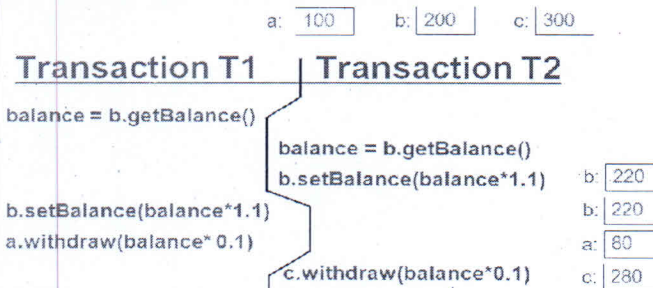 a: 100 b: 200 c: 300
Transaction T1 Transaction T2
balance = b.getBalance()
balance = b.getBalance()
b.setBalance(balance*1.1) b: 220
b.setBalance(balance*1.1) b: 220
a.withdraw(balance* 0.1) a: 80
c.withdraw(balance*0.1) c: 280